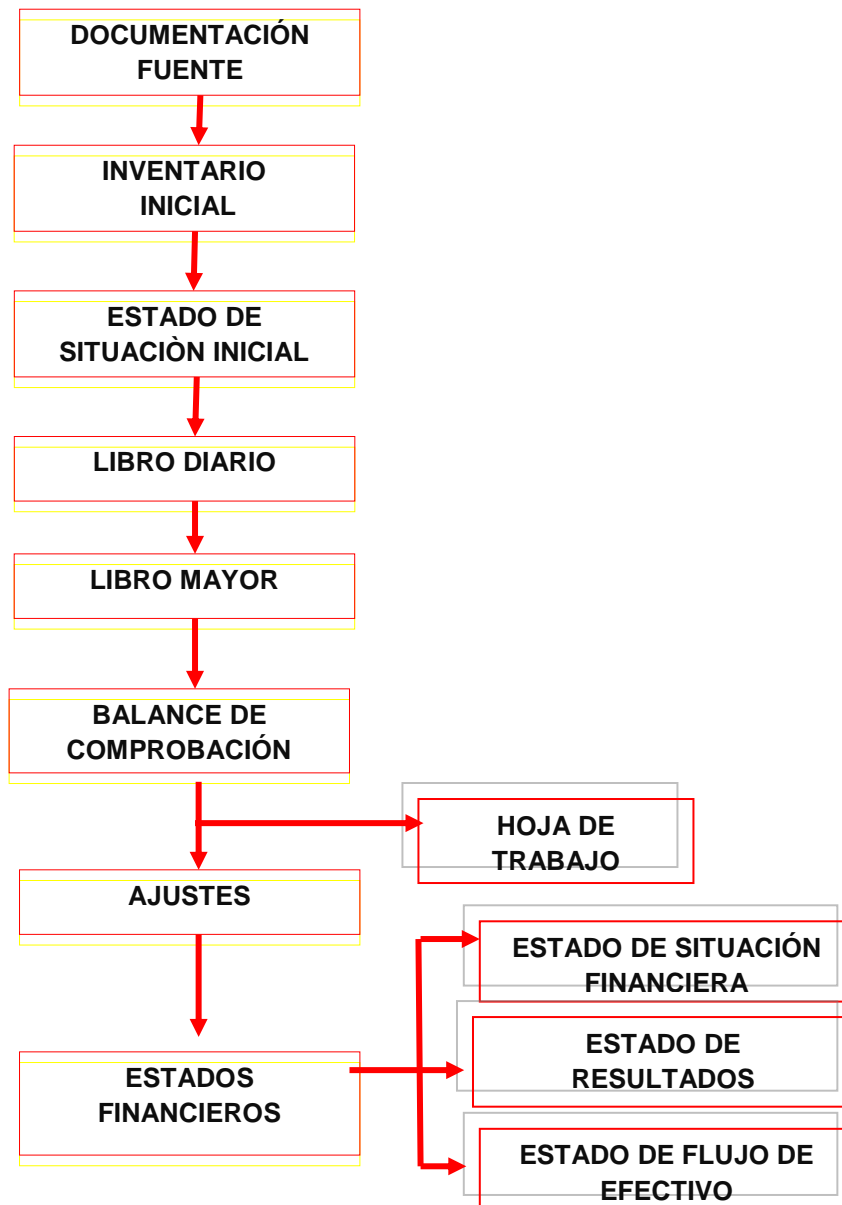 DOCUMENTACIÓN
FUENTE
INVENTARIO
INICIAL
ESTADO DE
SITUACIÒN INICIAL
LIBRO DIARIO
LIBRO MAYOR
BALANCE DE
COMPROBACIÓN
HOJA DE
TRABAJO
AJUSTES
ESTADO DE SITUACIÓN
FINANCIERA
ESTADO DE
RESULTADOS
ESTADOS
FINANCIEROS
ESTADO DE FLUJO DE
EFECTIVO